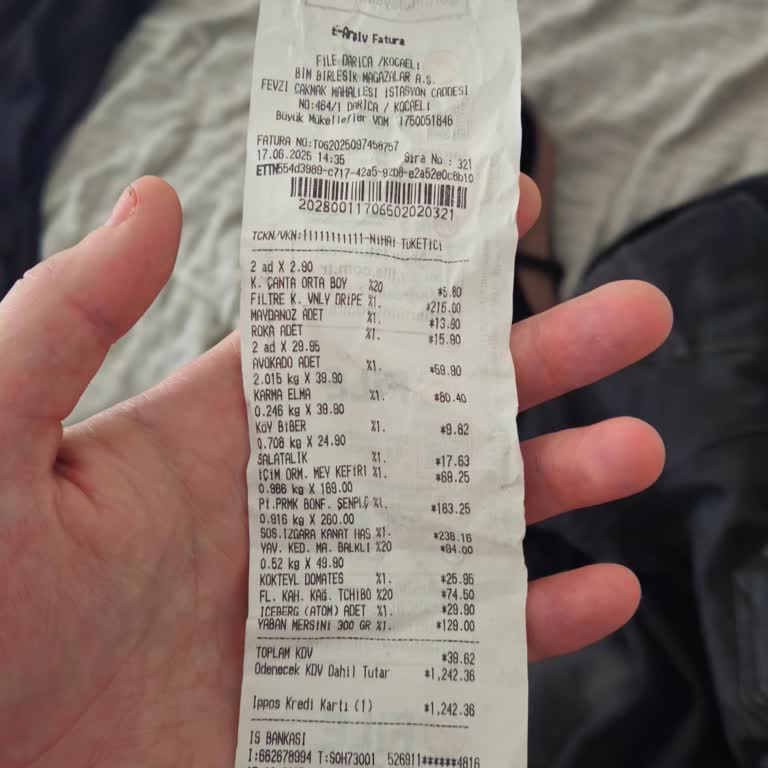 E-Arşiv Fatura
FİLE DARICA /KOCAELİ
BİM BİRLEŞİK MAĞAZALAR A.Ş.
FEVZİ ÇAKMAK MAHALLESİ İSTASYON CADDESİ
NO:464/1 DARICA / KOCAELİ
Büyük Mükellefler VDM 1750051846
FATURA NO:T062025097458757
17.06.2025 14:35 Sıra No : 321
ETTN:554d3989-c717-42a5-92b8-e2a52e0c8b10
20280011706502020321
TCKN/VKN:11111111111-NİHAİ TÜKETİCİ
2 ad X 2.90
K. ÇANTA ORTA BOY %20 *5.80
FİLTRE K. VNLY DRİPE %1. *215.00
MAYDANOZ ADET %1. *13.90
ROKA ADET %1. *15.90
2 ad X 29.95
AVOKADO ADET %1. *59.90
2.015 kg X 39.90
KARMA ELMA %1. *80.40
0.246 kg X 39.90
KÖY BİBER %1. *9.82
0.708 kg X 24.90
SALATALIK %1. *17.63
İÇİM ORM. MEY KEFİRİ %1. *69.25
0.966 kg X 169.00
Pİ.PRMK BONF. ŞENPLÇ %1. *163.25
0.916 kg X 260.00
SOS.IZGARA KANAT HAS %1. *238.16
YAV. KED. MA. BALKLI %20 *94.00
0.52 kg X 49.90
KOKTEYL DOMATES %1. *25.95
FL. KAH. KAĞ. TCHIBO %20 *74.50
ICEBERG (ATOM) ADET %1. *29.90
YABAN MERSİNİ 300 GR %1. *129.00
TOPLAM KDV *39.62
Ödenecek KDV Dahil Tutar *1,242.36
Ippos Kredi Kartı (1) *1,242.36
İŞ BANKASI
I:662678994 T:SOH73001 526911******4816